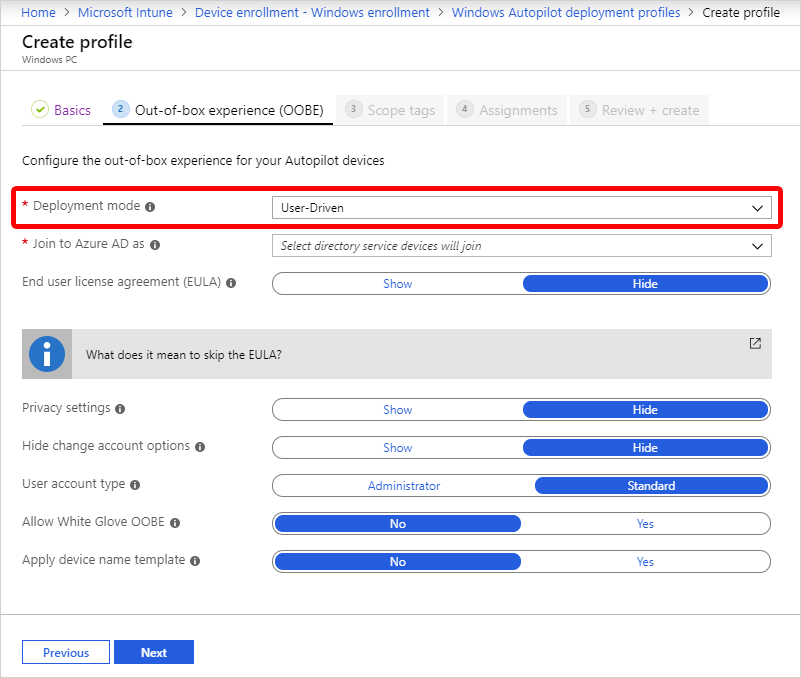 Home > Microsoft Intune > Device enrollment - Windows enrollment > Windows Autopilot deployment profiles > Create profile
Create profile
Windows PC
Basics 2 Out-of-box experience (OOBE) 3 Scope tags 4 Assignments 5 Review + create
Configure the out-of-box experience for your Autopilot devices
* Deployment mode User-Driven
* Join to Azure AD as Select directory service devices will join
End user license agreement (EULA) Show Hide
What does it mean to skip the EULA?
Privacy settings Show Hide
Hide change account options Show Hide
User account type Administrator Standard
Allow White Glove OOBE No Yes
Apply device name template No Yes
Previous Next